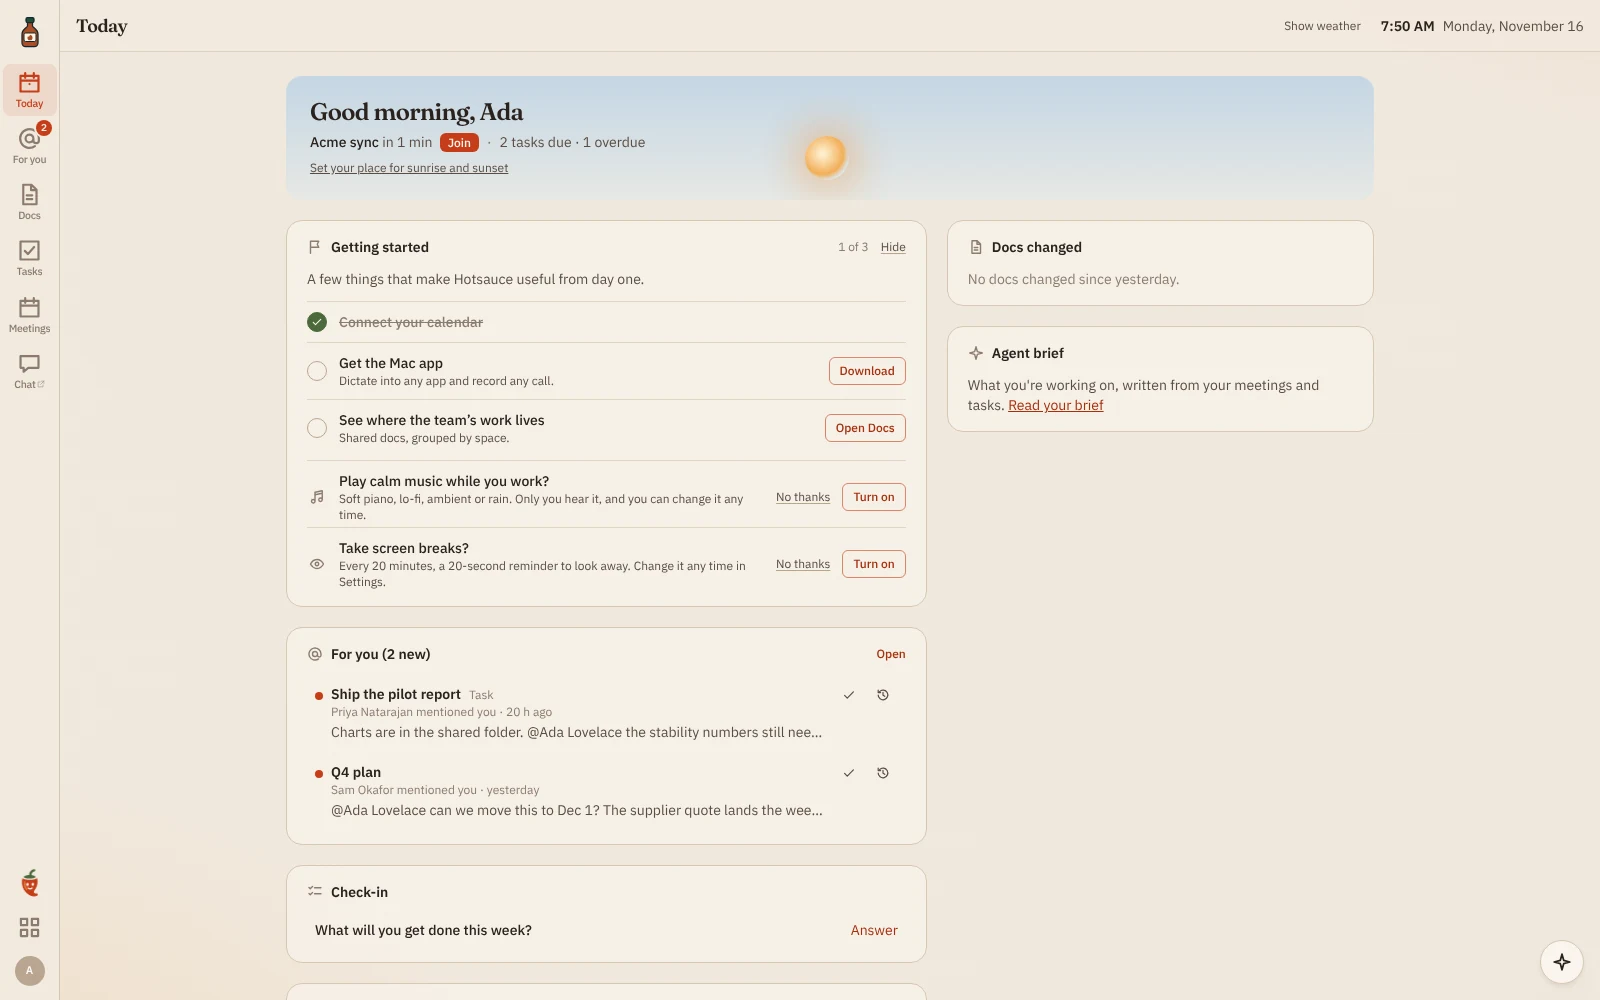 Today
Show weather
7:50 AM Monday, November 16
Today
2
For you
Docs
Tasks
Meetings
Chat
A
Good morning, Ada
Acme sync in 1 min Join · 2 tasks due · 1 overdue
Set your place for sunrise and sunset
Getting started
1 of 3 Hide
A few things that make Hotsauce useful from day one.
Connect your calendar
Get the Mac app
Dictate into any app and record any call.
Download
See where the team’s work lives
Shared docs, grouped by space.
Open Docs
Play calm music while you work?
Soft piano, lo-fi, ambient or rain. Only you hear it, and you can change it any
time.
No thanks Turn on
Take screen breaks?
Every 20 minutes, a 20-second reminder to look away. Change it any time in
Settings.
No thanks Turn on
For you (2 new)
Open
Ship the pilot report Task
Priya Natarajan mentioned you · 20 h ago
Charts are in the shared folder. @Ada Lovelace the stability numbers still nee...
Q4 plan
Sam Okafor mentioned you · yesterday
@Ada Lovelace can we move this to Dec 1? The supplier quote lands the wee...
Check-in
What will you get done this week?
Answer
Docs changed
No docs changed since yesterday.
Agent brief
What you're working on, written from your meetings and
tasks. Read your brief